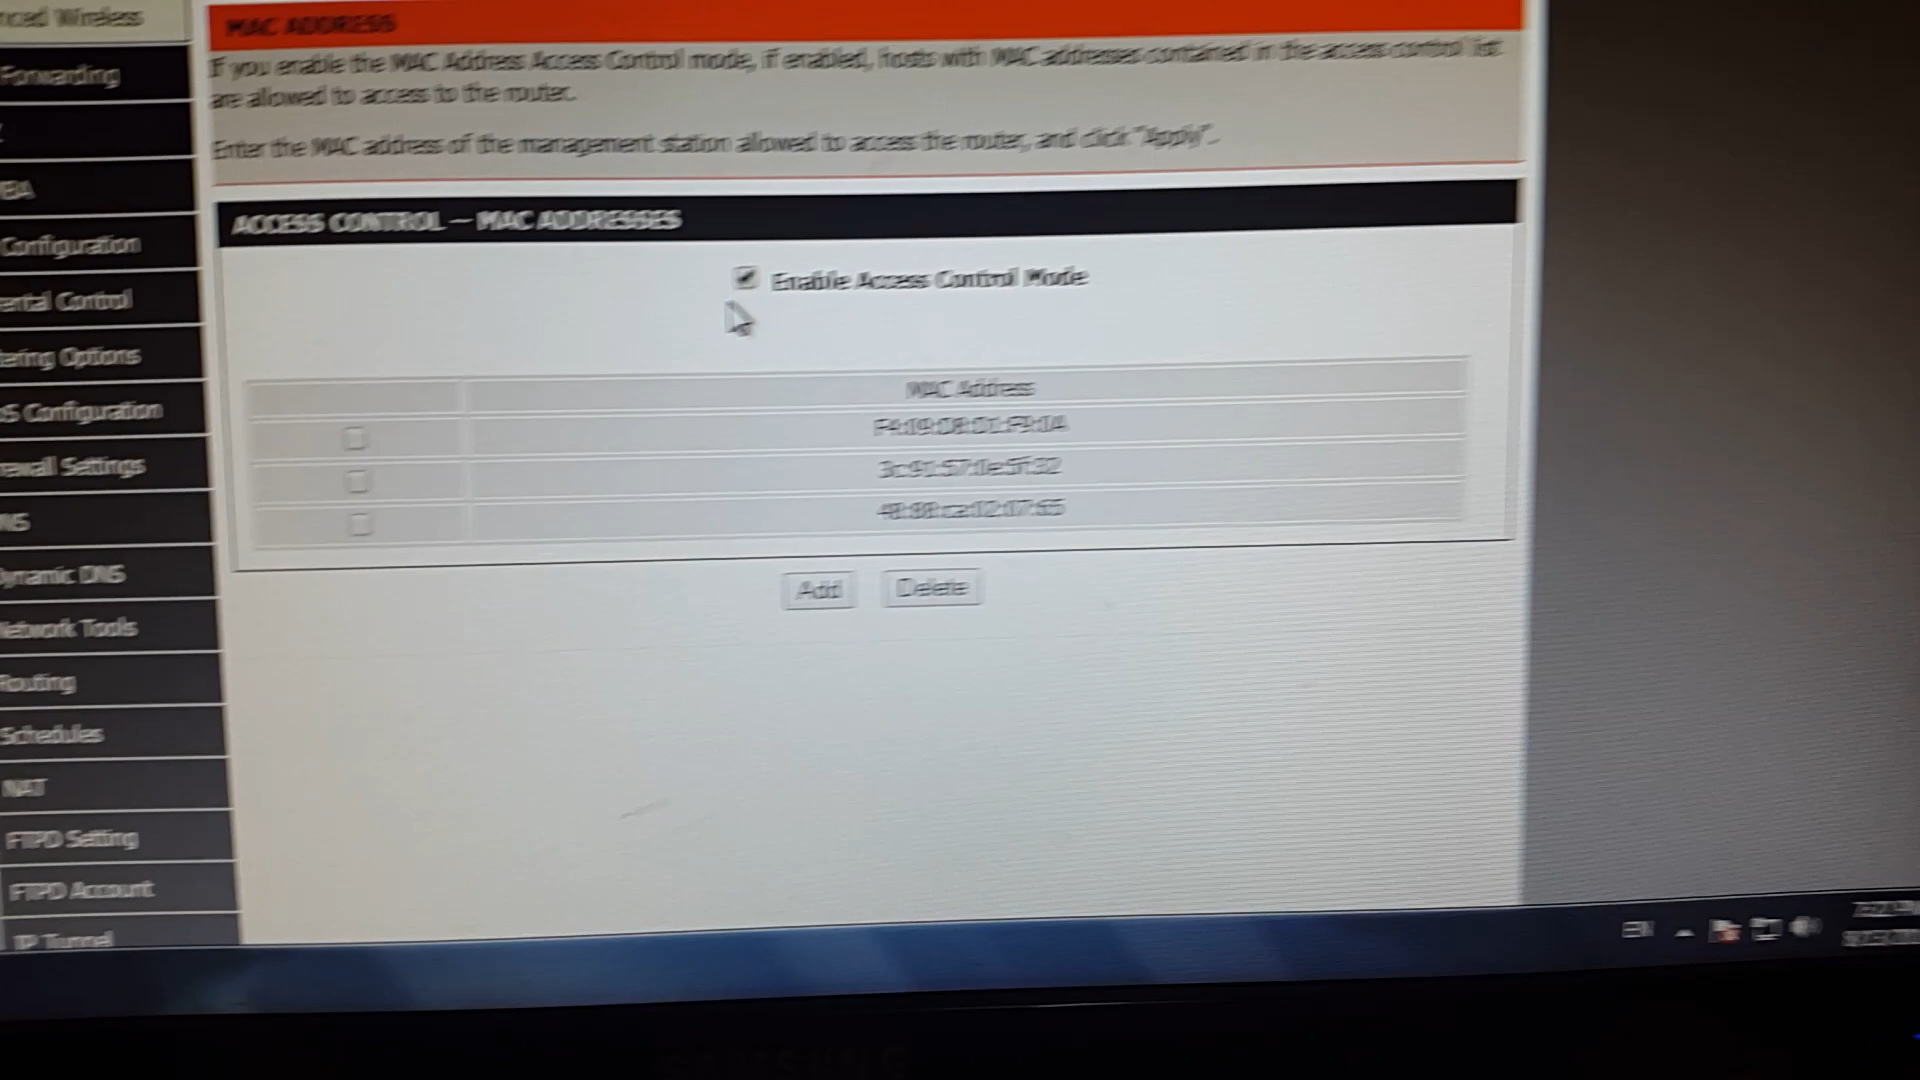 Wireless
MAC ADDRESS
If you enable the MAC Address Access Control mode, if enabled, hosts with MAC addresses contained in the access control list
are allowed to access to the router.
Enter the MAC address of the management station allowed to access the router, and click "Apply".
Forwarding
Configuration
Control
Options
Configuration
Settings
Dynamic DNS
Network Tools
Routing
Schedules
NAT
FTPD Setting
FTPD Account
IP Tunnel
ACCESS CONTROL -- MAC ADDRESSES
Enable Access Control Mode
MAC Address
Add Delete
EN